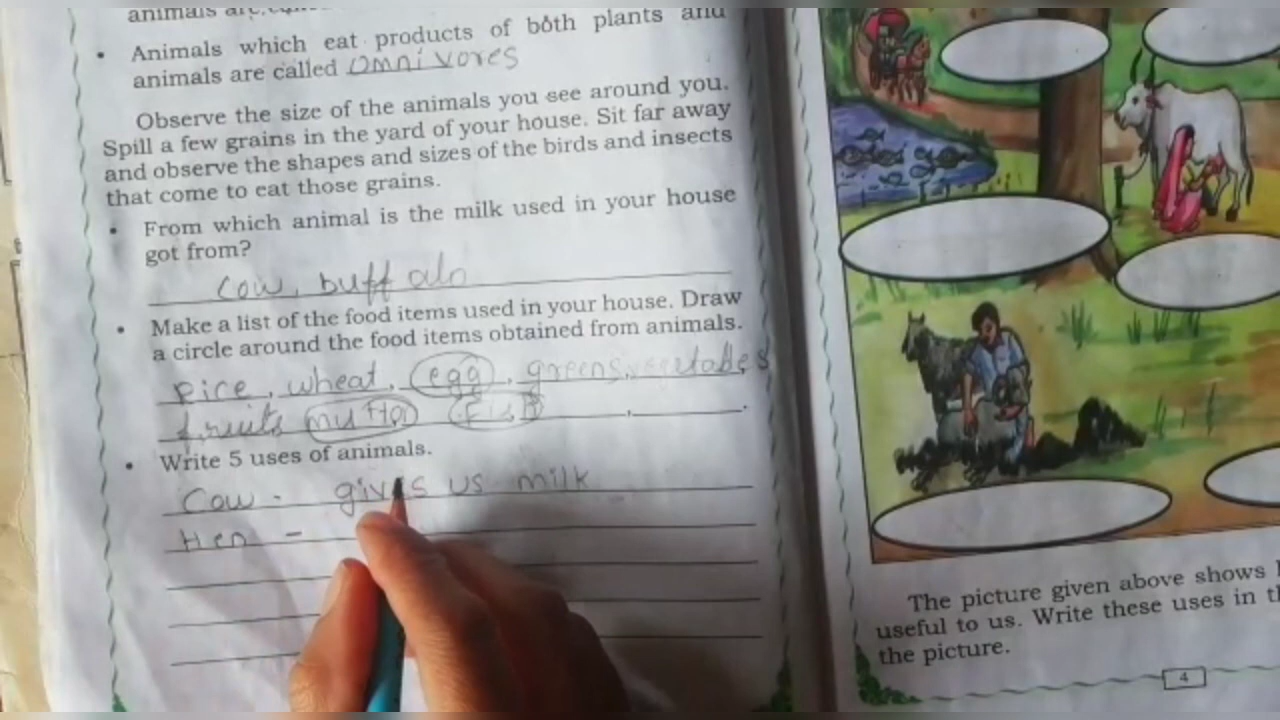 animals are
• Animals which eat products of both plants and
animals are called Omnivores
Observe the size of the animals you see around you.
Spill a few grains in the yard of your house. Sit far away
and observe the shapes and sizes of the birds and insects
that come to eat those grains.
• From which animal is the milk used in your house
got from?
Cow, buffalo
• Make a list of the food items used in your house. Draw
a circle around the food items obtained from animals.
Rice, wheat, egg, greens, vegetables
fruits mutton Fish , .
• Write 5 uses of animals.
Cow - gives us milk
Hen -
The picture given above shows
useful to us. Write these uses in
the picture.
4